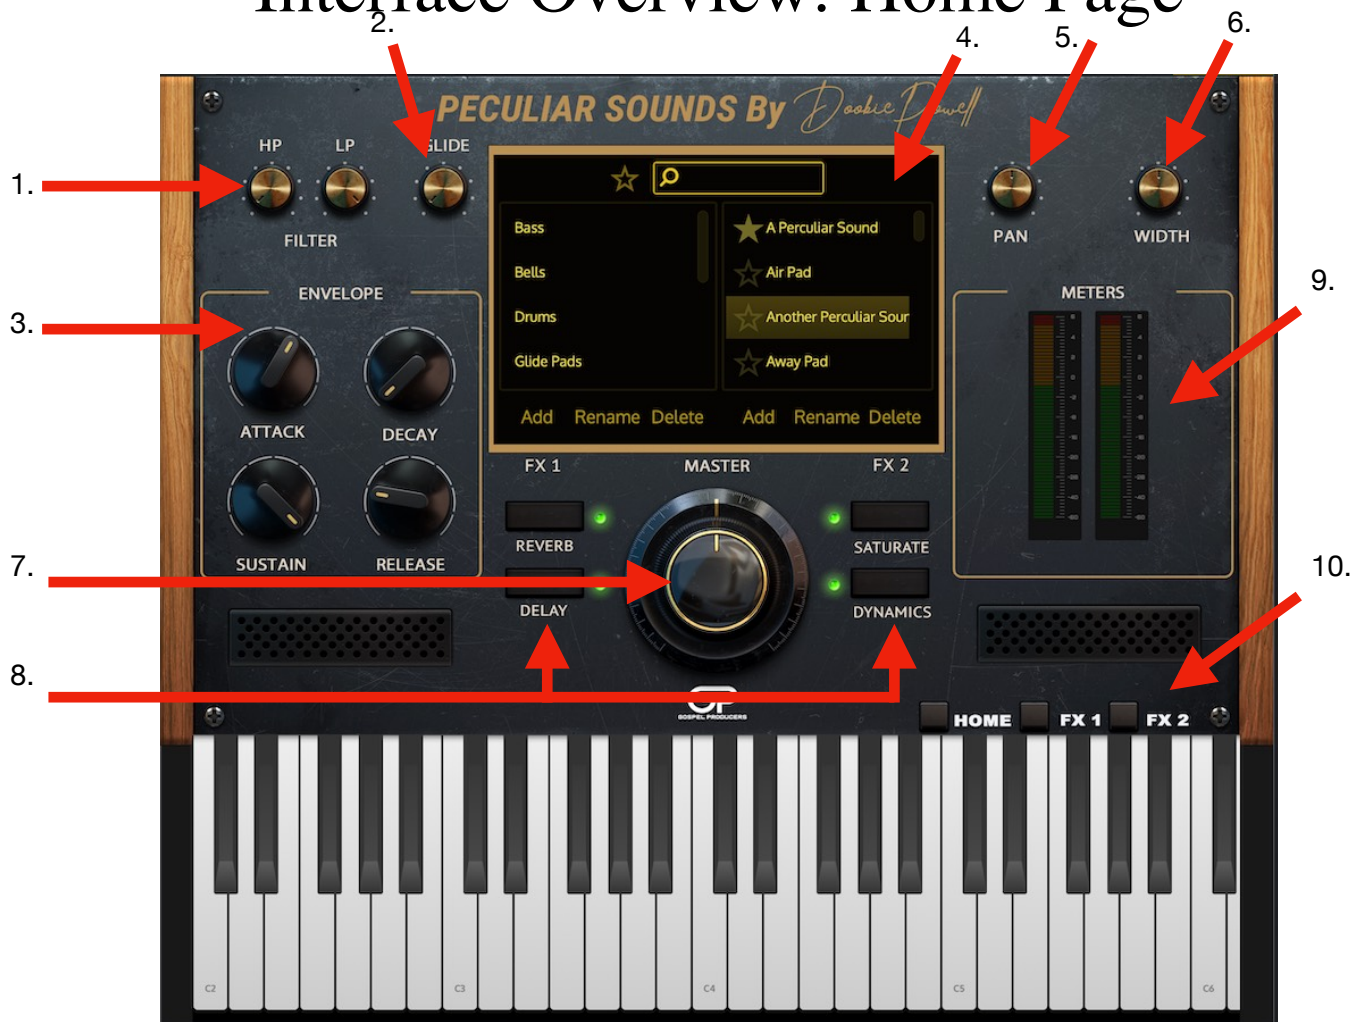 Interface Overview: Home Page
2.
4.
5.
6.
PECULIAR SOUNDS By Doobie Powell
HP LP GLIDE
1.
FILTER
PAN
WIDTH
Bass
Bells
Drums
Glide Pads
Add Rename Delete
A Perculiar Sound
Air Pad
Another Perculiar Sour
Away Pad
Add Rename Delete
3.
ENVELOPE
ATTACK
DECAY
SUSTAIN
RELEASE
METERS
9.
FX 1
MASTER
FX 2
REVERB
SATURATE
7.
DELAY
DYNAMICS
10.
8.
GP
GOSPEL PRODUCERS
HOME FX 1 FX 2
C2 C3 C4 C5 C6